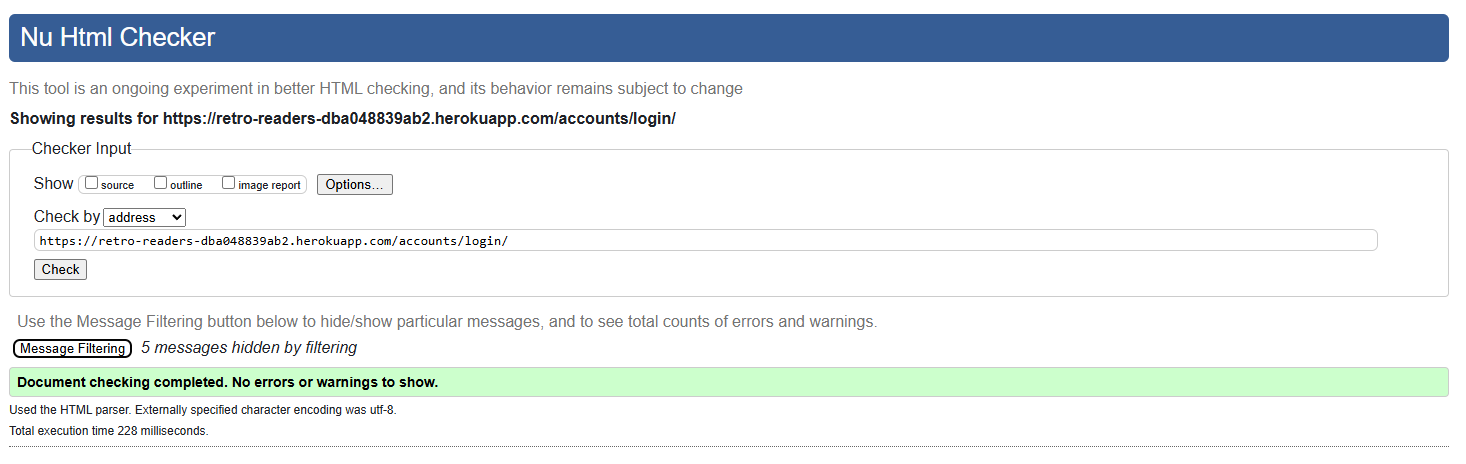 Nu Html Checker
This tool is an ongoing experiment in better HTML checking, and its behavior remains subject to change
Showing results for https://retro-readers-dba048839ab2.herokuapp.com/accounts/login/
Checker Input
Show source outline image report Options...
Check by address
https://retro-readers-dba048839ab2.herokuapp.com/accounts/login/
Check
Use the Message Filtering button below to hide/show particular messages, and to see total counts of errors and warnings.
Message Filtering 5 messages hidden by filtering
Document checking completed. No errors or warnings to show.
Used the HTML parser. Externally specified character encoding was utf-8.
Total execution time 228 milliseconds.